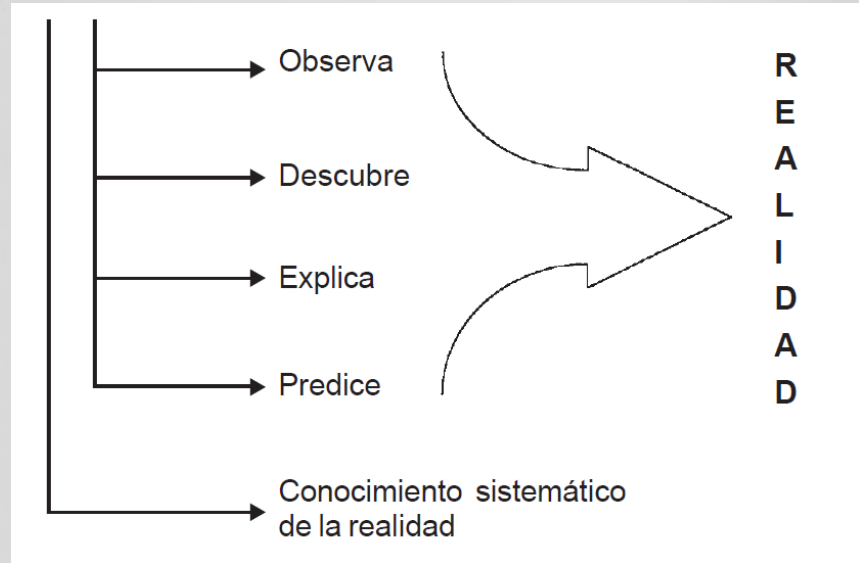 Observa
Descubre
Explica
Predice
Conocimiento sistemático
de la realidad
R
E
A
L
I
D
A
D